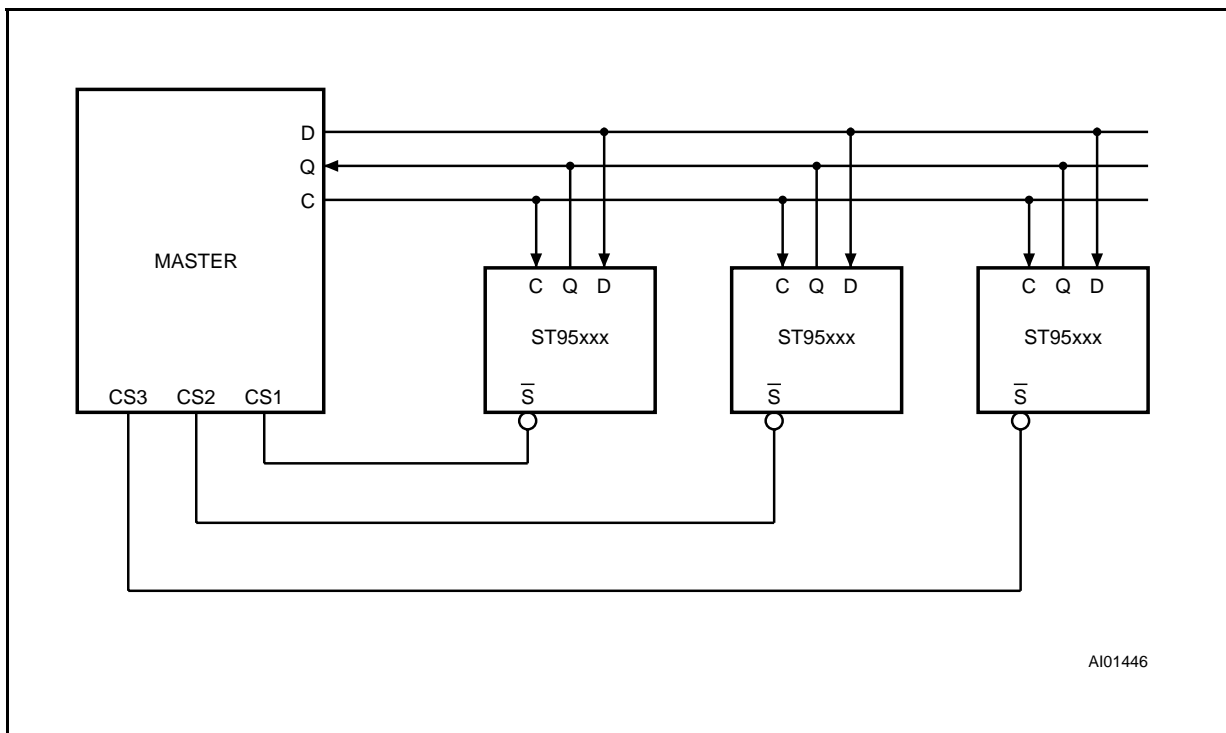 D
Q
C
MASTER
CS3 CS2 CS1
C Q D
ST95xxx
S̅
C Q D
ST95xxx
S̅
C Q D
ST95xxx
S̅
AI01446